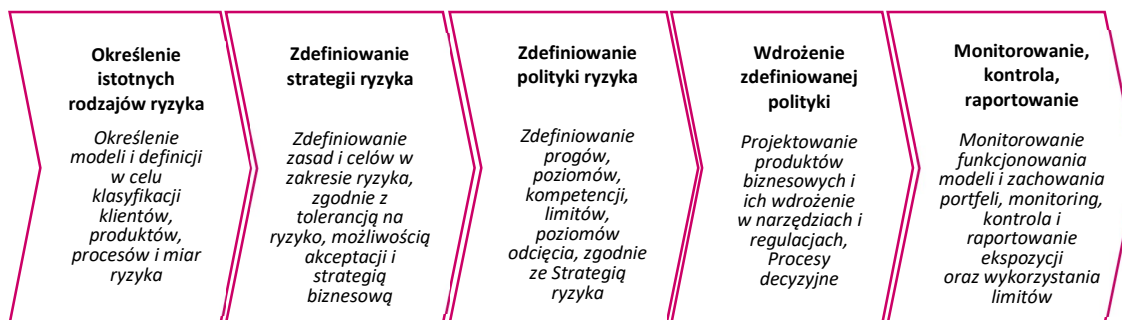 Określenie
istotnych
rodzajów ryzyka
Określenie
modeli i definicji
w celu
klasyfikacji
klientów,
produktów,
procesów i miar
ryzyka
Zdefiniowanie
strategii ryzyka
Zdefiniowanie
zasad i celów w
zakresie ryzyka,
zgodnie z
tolerancją na
ryzyko, możliwością
akceptacji i
strategią
biznesową
Zdefiniowanie
polityki ryzyka
Zdefiniowanie
progów,
poziomów,
kompetencji,
limitów,
poziomów
odcięcia, zgodnie
ze Strategią
ryzyka
Wdrożenie
zdefiniowanej
polityki
Projektowanie
produktów
biznesowych i
ich wdrożenie
w narzędziach i
regulacjach,
Procesy
decyzyjne
Monitorowanie,
kontrola,
raportowanie
Monitorowanie
funkcjonowania
modeli i zachowania
portfeli, monitoring,
kontrola i
raportowanie
ekspozycji
oraz wykorzystania
limitów